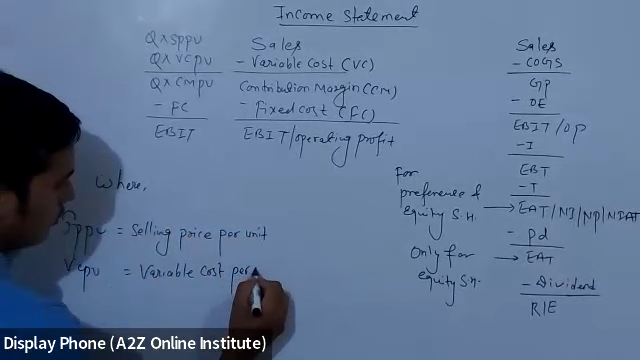 Income Statement
Q×Sppu Sales
Q×VCpu - Variable Cost (VC)
Q×CMpu Contribution Margin (CM)
- FC - Fixed Cost (FC)
EBIT EBIT/operating profit
Where,
Sppu = Selling price per unit
Vcpu = Variable Cost per
Sales
- COGS
GP
- OE
EBIT/OP
- I
EBT
- T
For preference & equity S.H. → EAT/NI/NP/NPAT
- pd
Only for equity SH. → EAT
- Dividend
R/E
Display Phone (A2Z Online Institute)